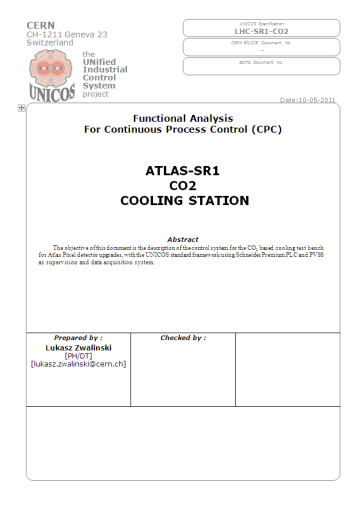 CERN
CH-1211 Geneva 23
Switzerland
the
UNified
Industrial
Control
System
project
UNICOS
UNICOS Specification
LHC-SR1-CO2
CERN EN/ICE Document No.
–
EDMS Document No.
Date:10-05-2011
Functional Analysis
For Continuous Process Control (CPC)
ATLAS-SR1
CO2
COOLING STATION
Abstract
The objective of this document is the description of the control system for the CO2 based cooling test bench
for Atlas Pixel detector upgrades, with the UNICOS standard framework using Schneider Premium PLC and PVSS
as supervision and data acquisition system.
Prepared by :
Lukasz Zwalinski
[PH/DT]
[lukasz.zwalinski@cern.ch]
Checked by :